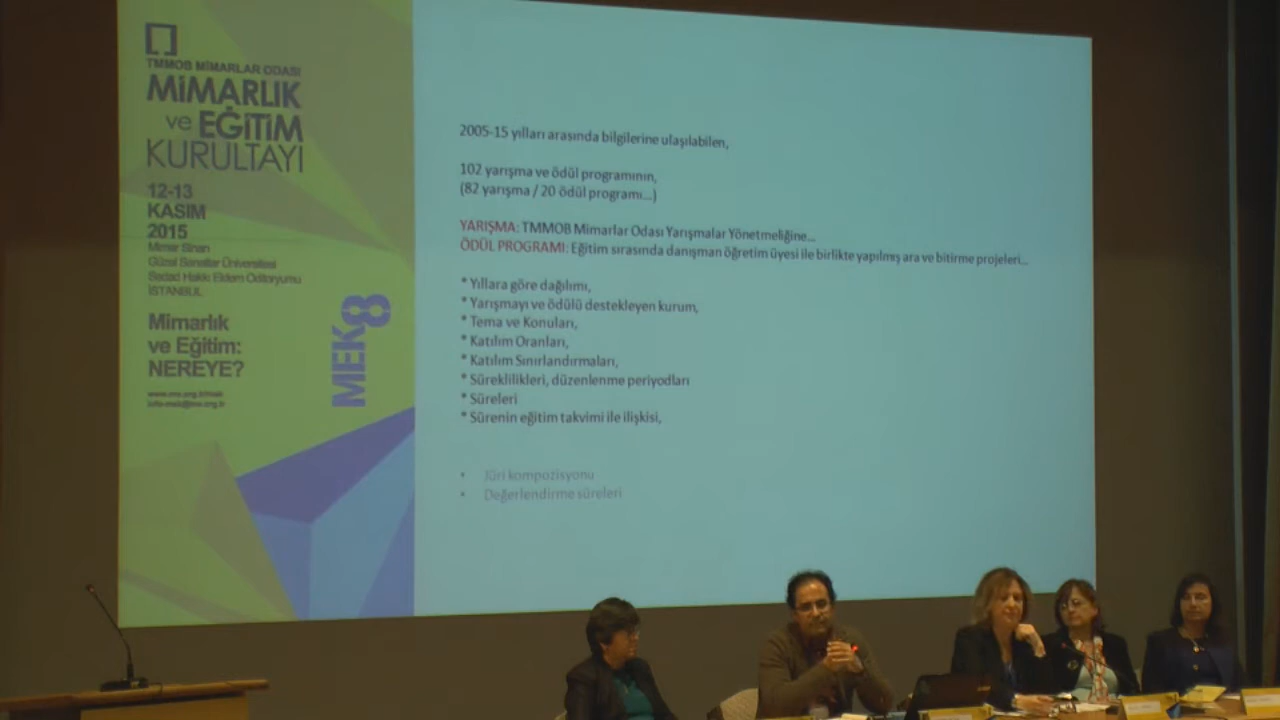 TMMOB MİMARLAR ODASI
MİMARLIK
ve EĞİTİM
KURULTAYI
12-13
KASIM
2015
Mimar Sinan
Güzel Sanatlar Üniversitesi
Sedad Hakkı Eldem Oditoryumu
İSTANBUL
Mimarlık
ve Eğitim:
NEREYE?
MEK8
2005-15 yılları arasında bilgilerine ulaşılabilen,
102 yarışma ve ödül programının,
(82 yarışma / 20 ödül programı...)
YARIŞMA: TMMOB Mimarlar Odası Yarışmalar Yönetmeliğine...
ÖDÜL PROGRAMI: Eğitim sırasında danışman öğretim üyesi ile birlikte yapılmış ara ve bitirme projeleri...
* Yıllara göre dağılımı,
* Yarışmayı ve ödülü destekleyen kurum,
* Tema ve Konuları,
* Katılım Oranları,
* Katılım Sınırlandırmaları,
* Süreklilikleri, düzenlenme periyodları
* Süreleri
* Sürenin eğitim takvimi ile ilişkisi,
• Jüri kompozisyonu
• Değerlendirme süreleri